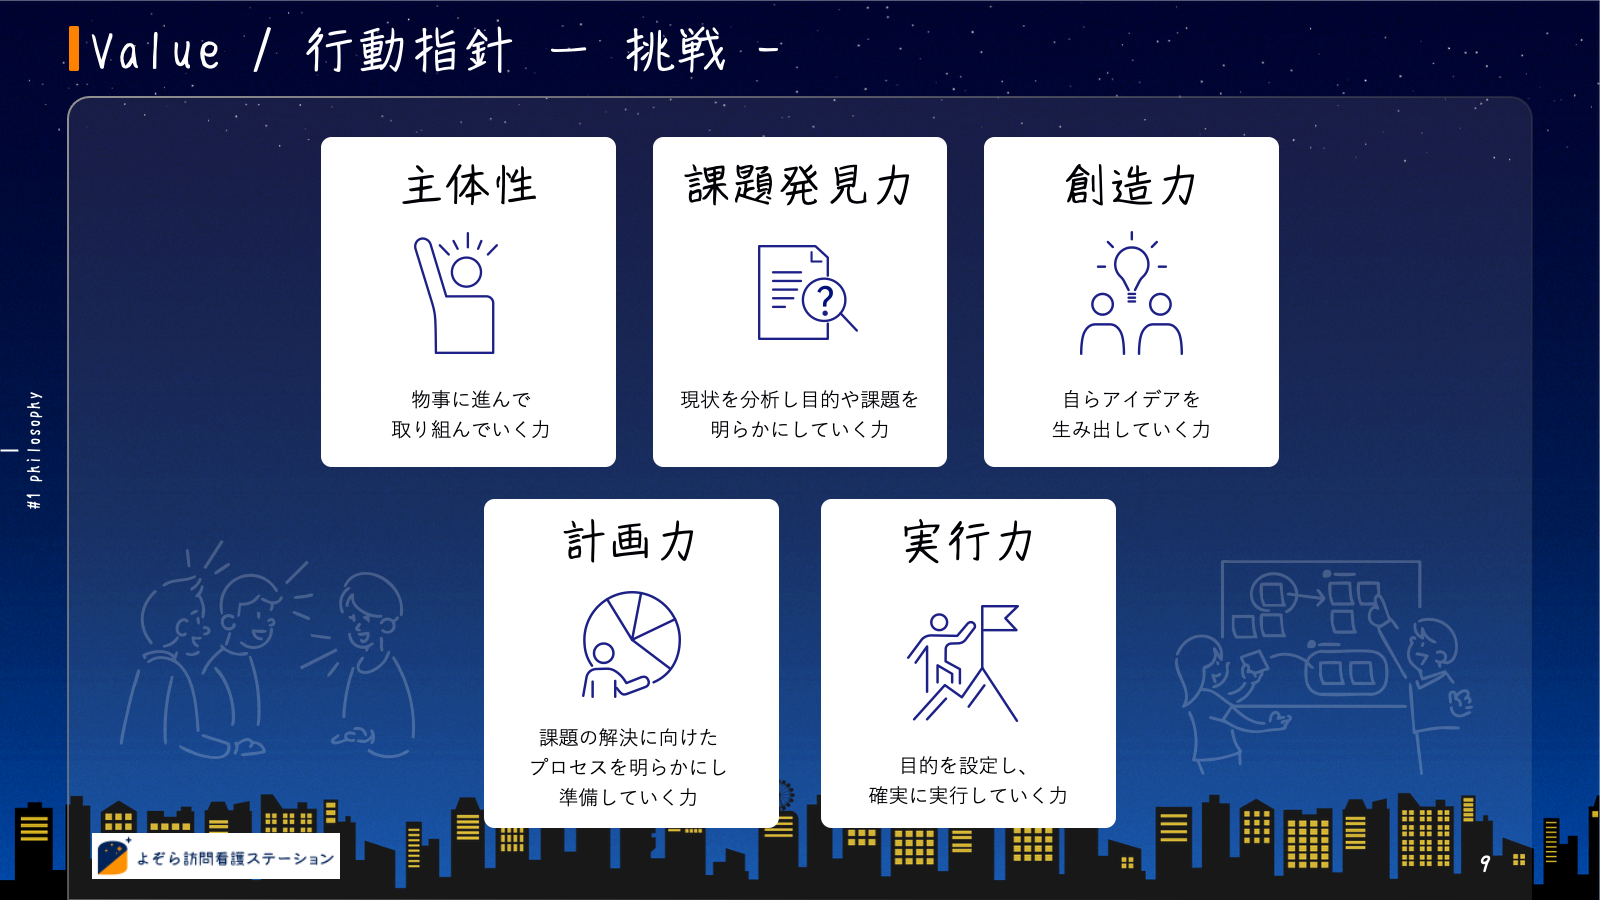 Value / 行動指針 ー 挑戦 -
主体性
物事に進んで
取り組んでいく力
課題発見力
?
現状を分析し目的や課題を
明らかにしていく力
創造力
自らアイデアを
生み出していく力
計画力
課題の解決に向けた
プロセスを明らかにし
準備していく力
実行力
目的を設定し、
確実に実行していく力
#1 philosophy
よぞら訪問看護ステーション
9